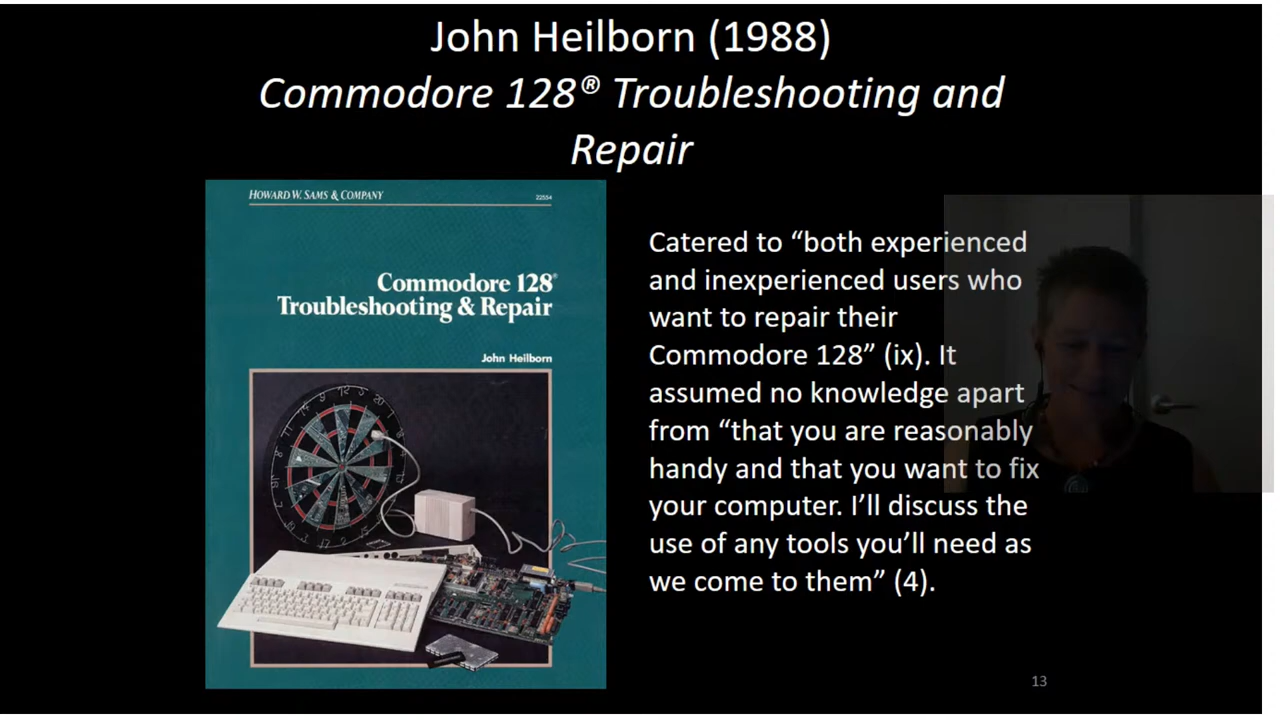 John Heilborn (1988)
Commodore 128® Troubleshooting and
Repair
HOWARD W. SAMS & COMPANY
22554
Commodore 128®
Troubleshooting & Repair
John Heilborn
Catered to “both experienced
and inexperienced users who
want to repair their
Commodore 128” (ix). It
assumed no knowledge apart
from “that you are reasonably
handy and that you want to fix
your computer. I’ll discuss the
use of any tools you’ll need as
we come to them” (4).
13